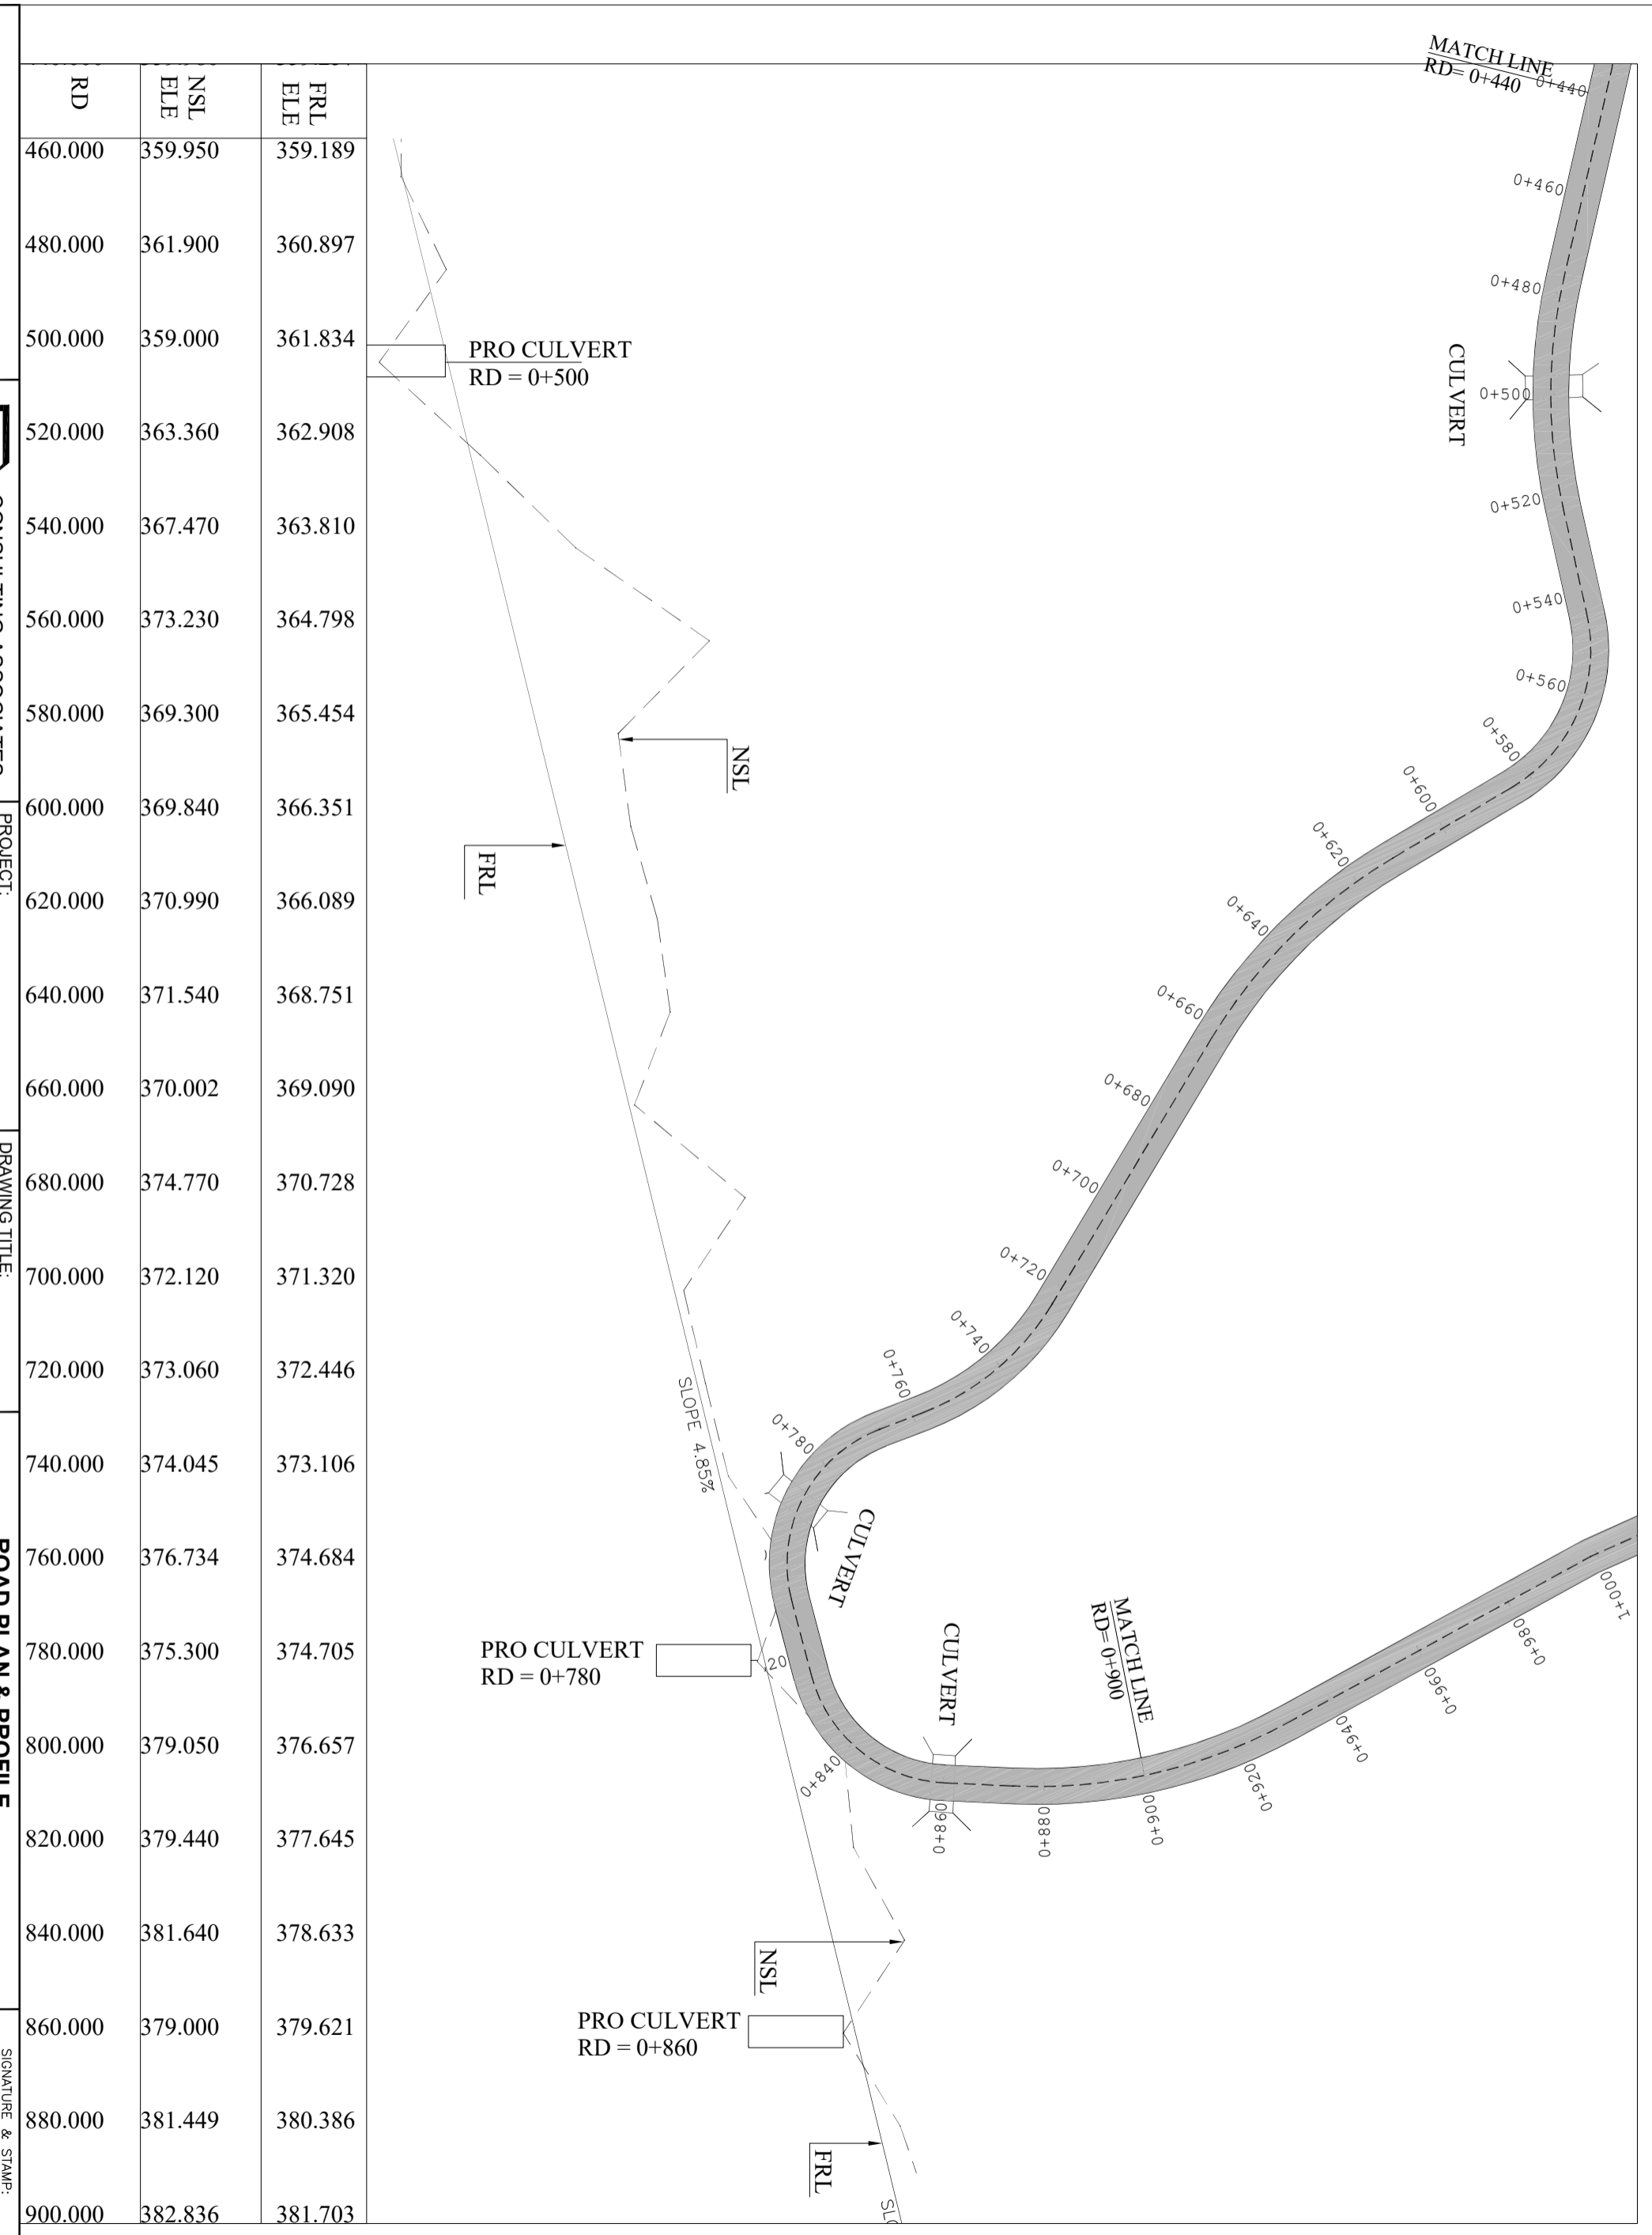 MATCH LINE
RD= 0+440
0+440
RD
NSL
ELE
FRL
ELE
460.000 359.950 359.189
480.000 361.900 360.897
500.000 359.000 361.834
520.000 363.360 362.908
540.000 367.470 363.810
560.000 373.230 364.798
580.000 369.300 365.454
600.000 369.840 366.351
620.000 370.990 366.089
640.000 371.540 368.751
660.000 370.002 369.090
680.000 374.770 370.728
700.000 372.120 371.320
720.000 373.060 372.446
740.000 374.045 373.106
760.000 376.734 374.684
780.000 375.300 374.705
800.000 379.050 376.657
820.000 379.440 377.645
840.000 381.640 378.633
860.000 379.000 379.621
880.000 381.449 380.386
900.000 382.836 381.703
PRO CULVERT
RD = 0+500
NSL
FRL
SLOPE 4.85%
PRO CULVERT
RD = 0+780
NSL
PRO CULVERT
RD = 0+860
FRL
0+460
0+480
CULVERT
0+500
0+520
0+540
0+560
0+580
0+600
0+620
0+640
0+660
0+680
0+700
0+720
0+740
0+760
0+780
CULVERT
20
0+840
CULVERT
0+860
0+880
MATCH LINE
RD= 0+900
0+900
0+920
0+940
0+960
0+980
1+000
PROJECT:
DRAWING TITLE:
ROAD PLAN & PROFILE
SIGNATURE & STAMP: